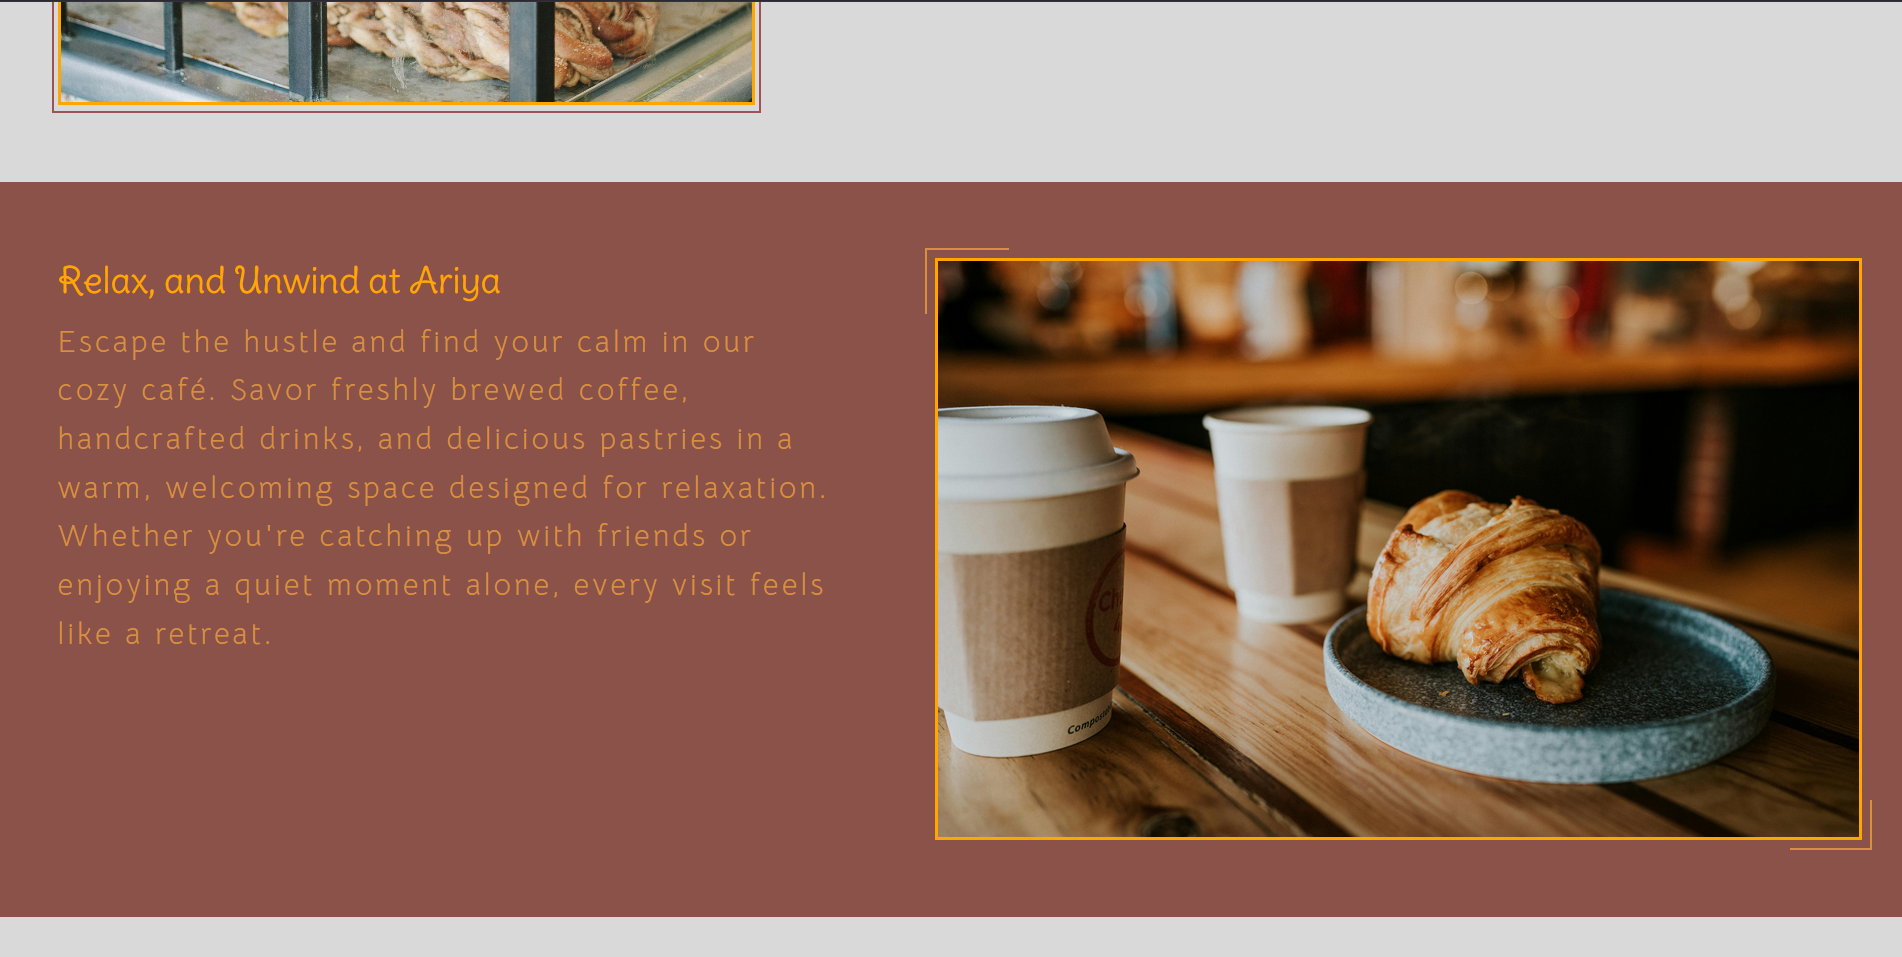 Relax, and Unwind at Ariya
Escape the hustle and find your calm in our
cozy café. Savor freshly brewed coffee,
handcrafted drinks, and delicious pastries in a
warm, welcoming space designed for relaxation.
Whether you're catching up with friends or
enjoying a quiet moment alone, every visit feels
like a retreat.